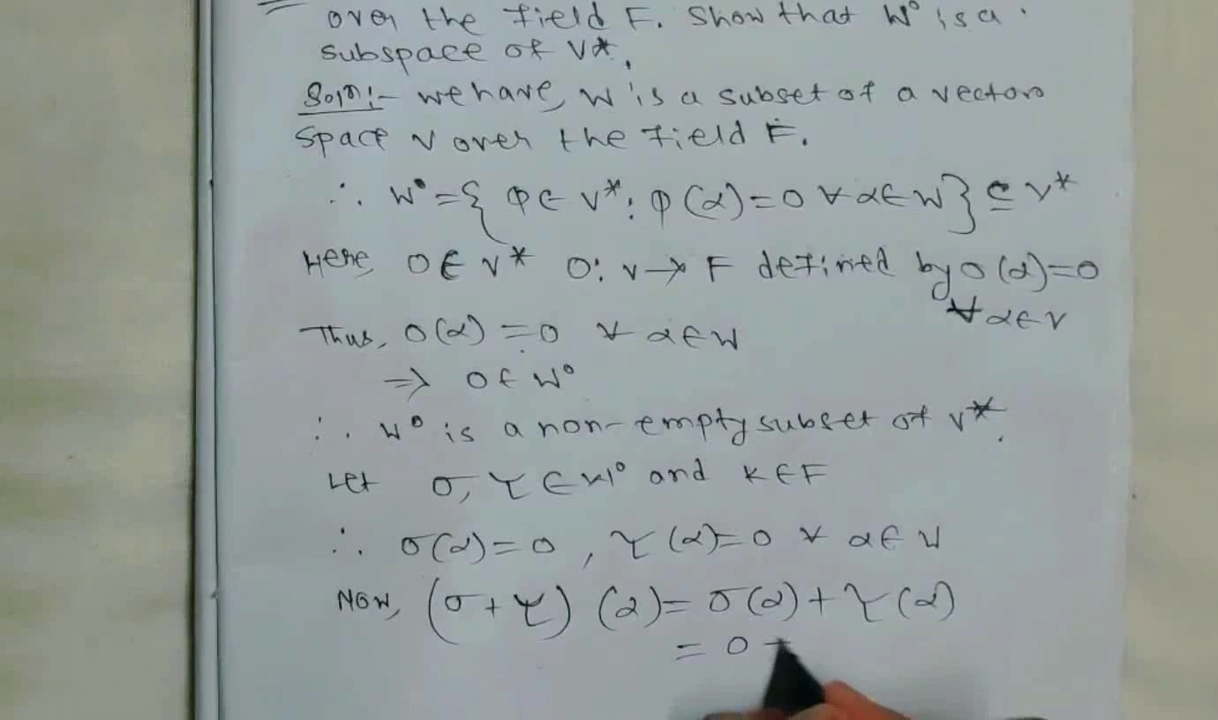 over the field F. Show that W° is a
subspace of V*.
Soln:- we have, W is a subset of a vector
space V over the field F.
∴ W° = { φ ∈ V* : φ(α) = 0 ∀ α ∈ W } ⊆ V*
Here, 0 ∈ V* 0: V → F defined by 0(α) = 0
∀ α ∈ V
Thus, 0(α) = 0 ∀ α ∈ W
⇒ 0 ∈ W°
∴ W° is a non-empty subset of V*.
Let σ, τ ∈ W° and K ∈ F
∴ σ(α) = 0, τ(α) = 0 ∀ α ∈ W
Now, (σ + τ) (α) = σ(α) + τ(α)
= 0 +